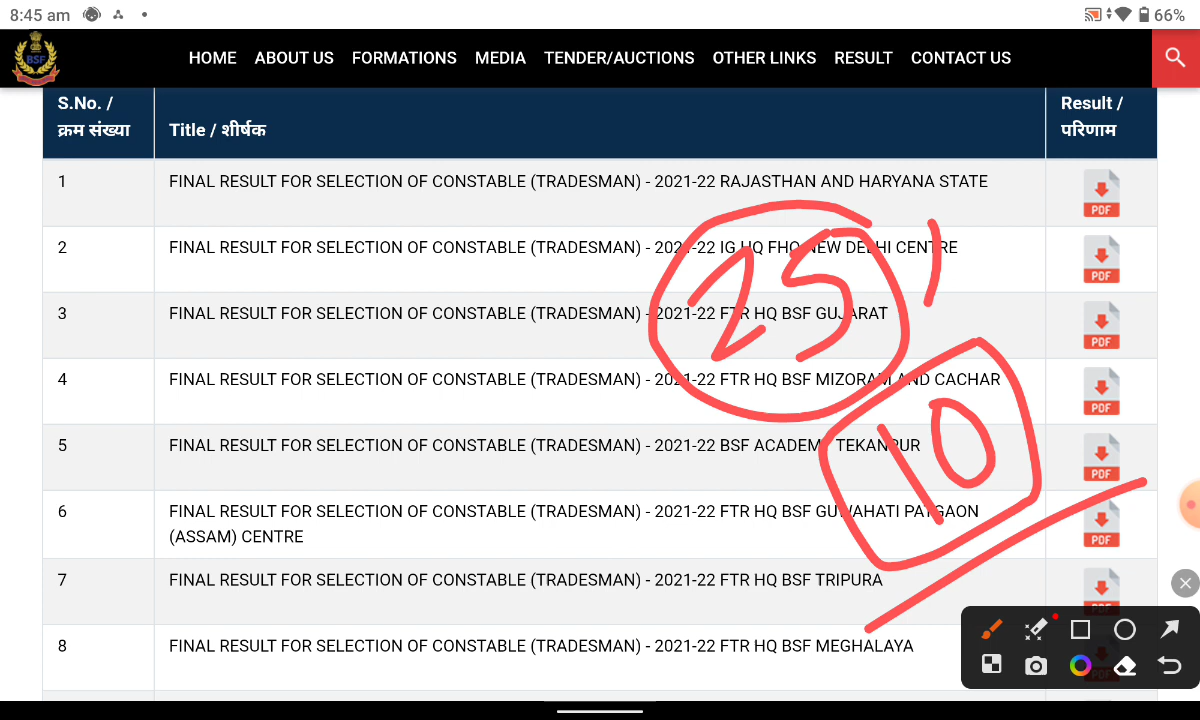 8:45 am
66%
BSF
HOME ABOUT US FORMATIONS MEDIA TENDER/AUCTIONS OTHER LINKS RESULT CONTACT US
S.No. / क्रम संख्या Title / शीर्षक Result / परिणाम
1 FINAL RESULT FOR SELECTION OF CONSTABLE (TRADESMAN) - 2021-22 RAJASTHAN AND HARYANA STATE PDF
2 FINAL RESULT FOR SELECTION OF CONSTABLE (TRADESMAN) - 2021-22 IG HQ FHQ NEW DELHI CENTRE PDF
3 FINAL RESULT FOR SELECTION OF CONSTABLE (TRADESMAN) - 2021-22 FTR HQ BSF GUJARAT PDF
25
4 FINAL RESULT FOR SELECTION OF CONSTABLE (TRADESMAN) - 2021-22 FTR HQ BSF MIZORAM AND CACHAR PDF
5 FINAL RESULT FOR SELECTION OF CONSTABLE (TRADESMAN) - 2021-22 BSF ACADEMY TEKANPUR PDF
10
6 FINAL RESULT FOR SELECTION OF CONSTABLE (TRADESMAN) - 2021-22 FTR HQ BSF GUWAHATI PATGAON PDF
(ASSAM) CENTRE
7 FINAL RESULT FOR SELECTION OF CONSTABLE (TRADESMAN) - 2021-22 FTR HQ BSF TRIPURA PDF
8 FINAL RESULT FOR SELECTION OF CONSTABLE (TRADESMAN) - 2021-22 FTR HQ BSF MEGHALAYA PDF